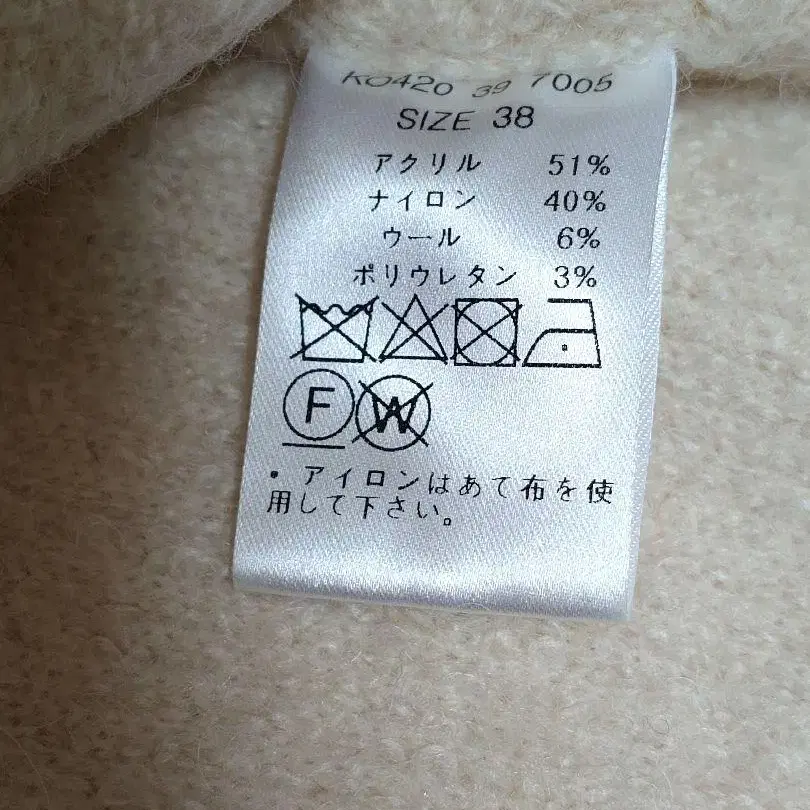 K0420 39 7005
SIZE 38
アクリル 51%
ナイロン 40%
ウール 6%
ポリウレタン 3%
F W
・アイロンはあて布を使
用して下さい。